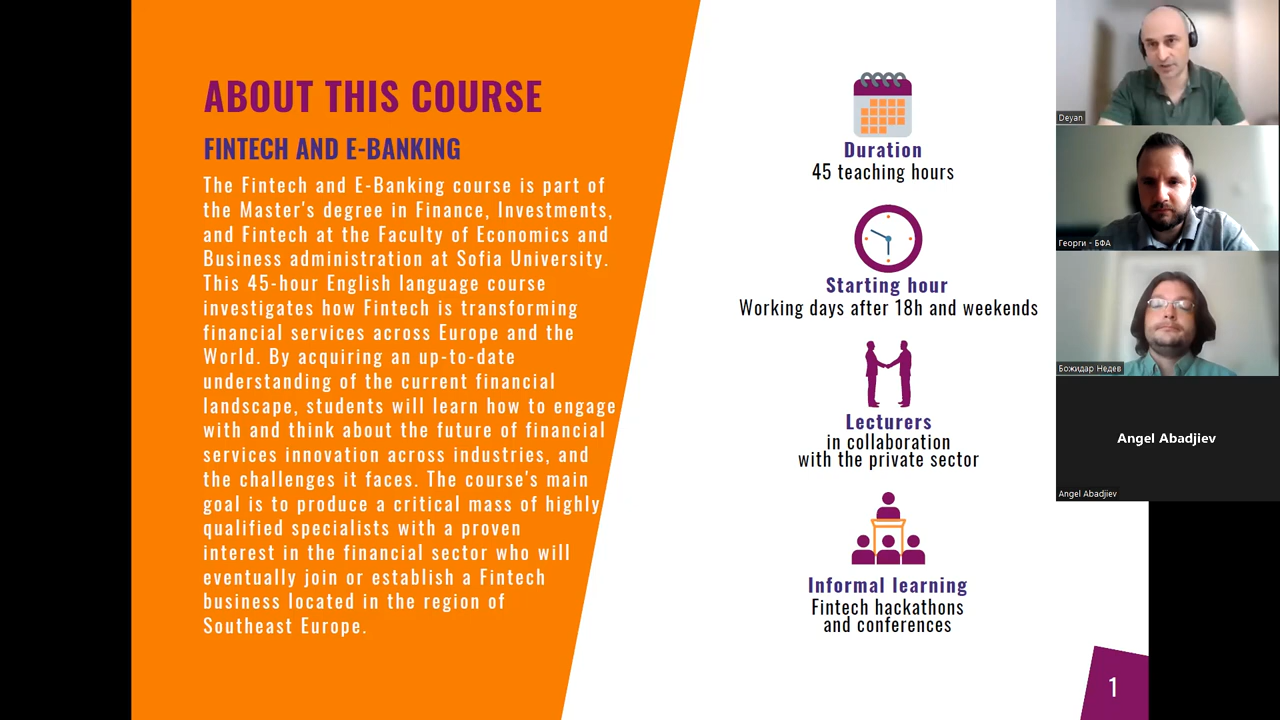 ABOUT THIS COURSE
FINTECH AND E-BANKING
The Fintech and E-Banking course is part of
the Master's degree in Finance, Investments,
and Fintech at the Faculty of Economics and
Business administration at Sofia University.
This 45-hour English language course
investigates how Fintech is transforming
financial services across Europe and the
World. By acquiring an up-to-date
understanding of the current financial
landscape, students will learn how to engage
with and think about the future of financial
services innovation across industries, and
the challenges it faces. The course's main
goal is to produce a critical mass of highly
qualified specialists with a proven
interest in the financial sector who will
eventually join or establish a Fintech
business located in the region of
Southeast Europe.
Duration
45 teaching hours
Starting hour
Working days after 18h and weekends
Lecturers
in collaboration
with the private sector
Informal learning
Fintech hackathons
and conferences
1
Deyan
Георги - БФА
Божидар Недев
Angel Abadjiev
Angel Abadjiev